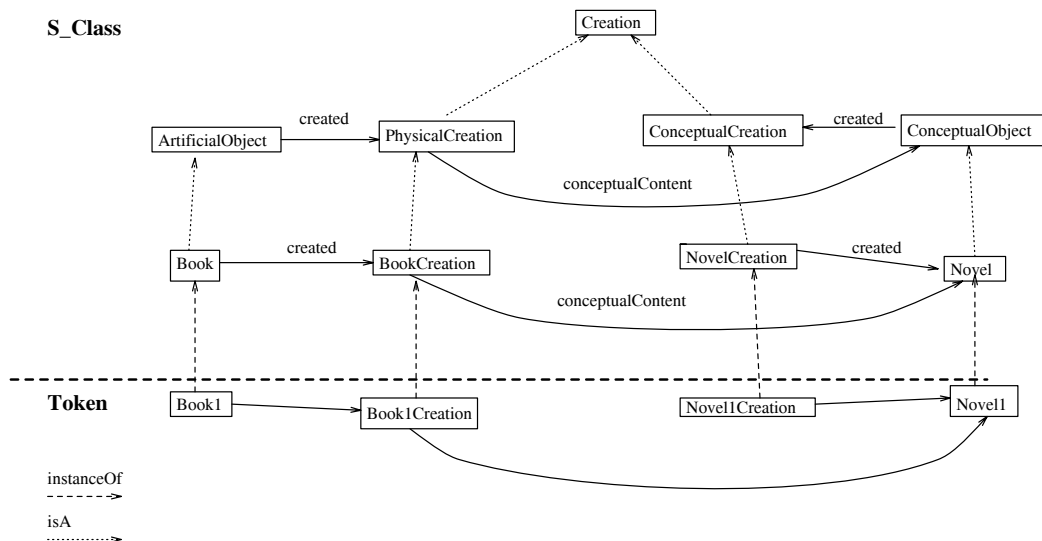 S_Class
Creation
created
created
ArtificialObject
PhysicalCreation
ConceptualCreation
ConceptualObject
conceptualContent
created
created
Book
BookCreation
NovelCreation
Novel
conceptualContent
Token
Book1
Book1Creation
Novel1Creation
Novel1
instanceOf
isA